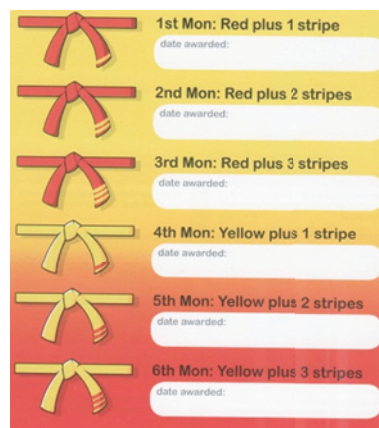 1st Mon: Red plus 1 stripe
date awarded:
2nd Mon: Red plus 2 stripes
date awarded:
3rd Mon: Red plus 3 stripes
date awarded:
4th Mon: Yellow plus 1 stripe
date awarded:
5th Mon: Yellow plus 2 stripes
date awarded:
6th Mon: Yellow plus 3 stripes
date awarded: